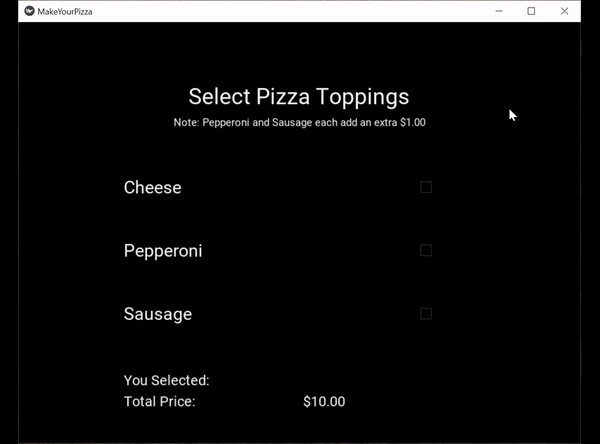 MakeYourPizza
Select Pizza Toppings
Note: Pepperoni and Sausage each add an extra $1.00
Cheese
Pepperoni
Sausage
You Selected:
Total Price: $10.00